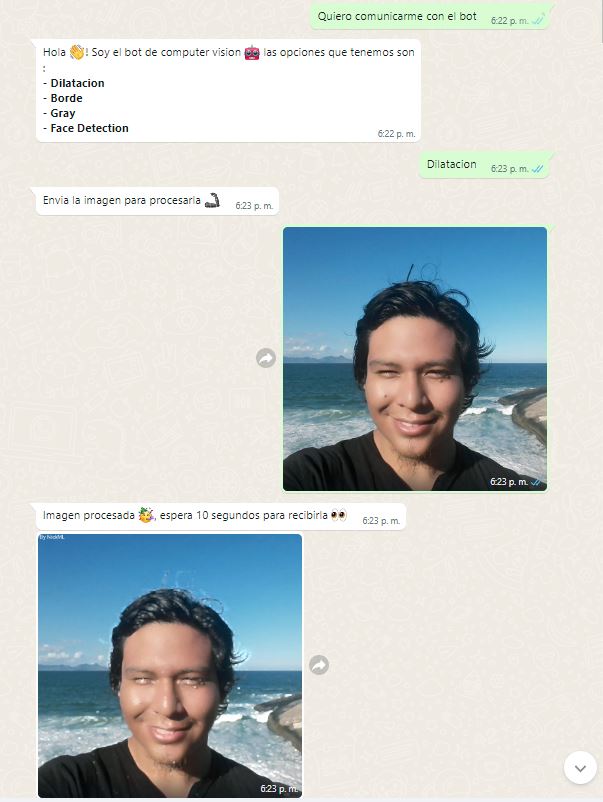 Quiero comunicarme con el bot 6:22 p. m.
Hola 👋! Soy el bot de computer vision 🤖 las opciones que tenemos son
:
- Dilatacion
- Borde
- Gray
- Face Detection
6:22 p. m.
Dilatacion 6:23 p. m.
Envia la imagen para procesarla 🦾 6:23 p. m.
6:23 p. m.
Imagen procesada 🥳, espera 10 segundos para recibirla 👀 6:23 p. m.
By NickML
6:23 p. m.